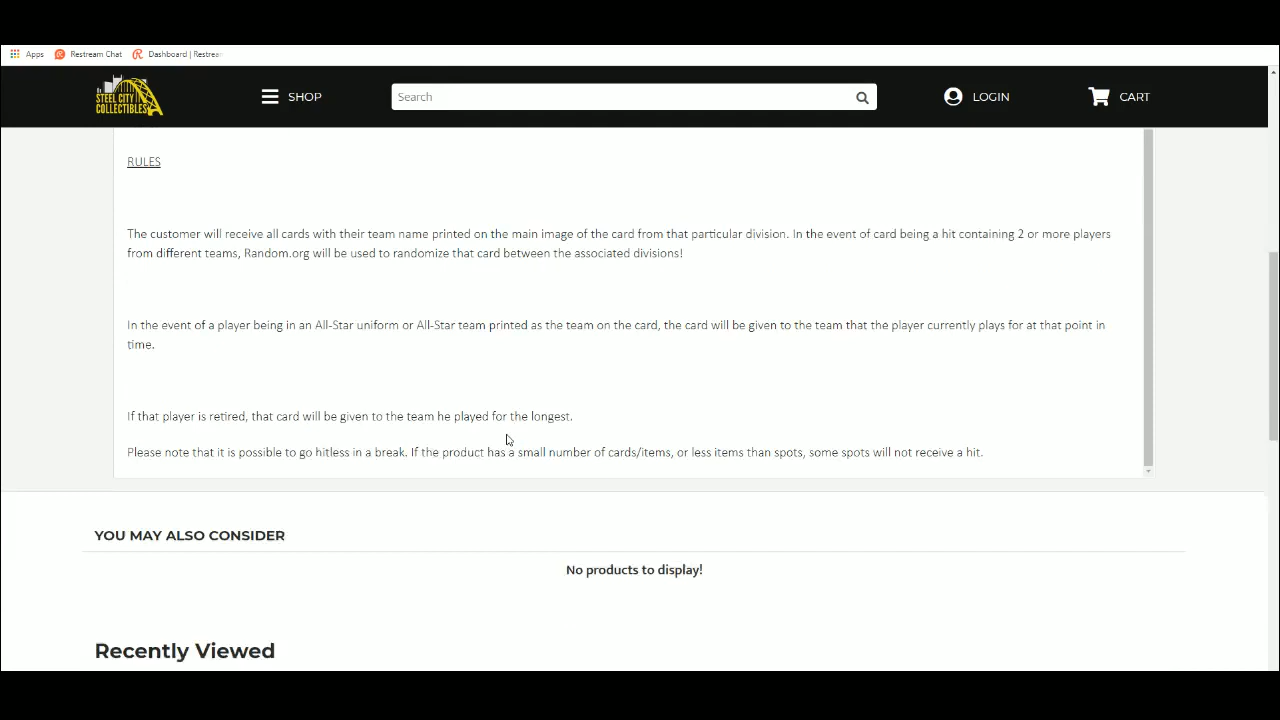 Apps Restream Chat Dashboard | Restrea
STEEL CITY
COLLECTIBLES
SHOP
Search
LOGIN
CART
RULES
The customer will receive all cards with their team name printed on the main image of the card from that particular division. In the event of card being a hit containing 2 or more players
from different teams, Random.org will be used to randomize that card between the associated divisions!
In the event of a player being in an All-Star uniform or All-Star team printed as the team on the card, the card will be given to the team that the player currently plays for at that point in
time.
If that player is retired, that card will be given to the team he played for the longest.
Please note that it is possible to go hitless in a break. If the product has a small number of cards/items, or less items than spots, some spots will not receive a hit.
YOU MAY ALSO CONSIDER
No products to display!
Recently Viewed